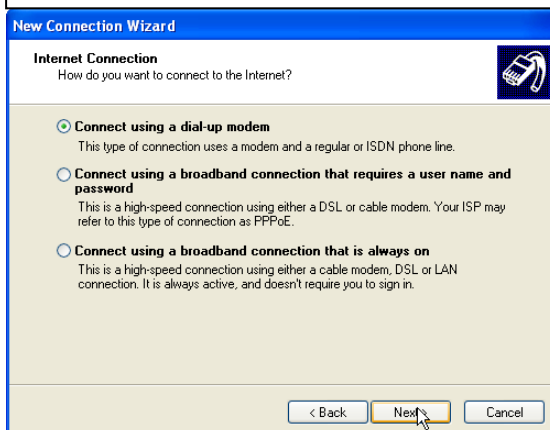 New Connection Wizard
Internet Connection
How do you want to connect to the Internet?
Connect using a dial-up modem
This type of connection uses a modem and a regular or ISDN phone line.
Connect using a broadband connection that requires a user name and
password
This is a high-speed connection using either a DSL or cable modem. Your ISP may
refer to this type of connection as PPPoE.
Connect using a broadband connection that is always on
This is a high-speed connection using either a cable modem, DSL or LAN
connection. It is always active, and doesn't require you to sign in.
< Back Next > Cancel